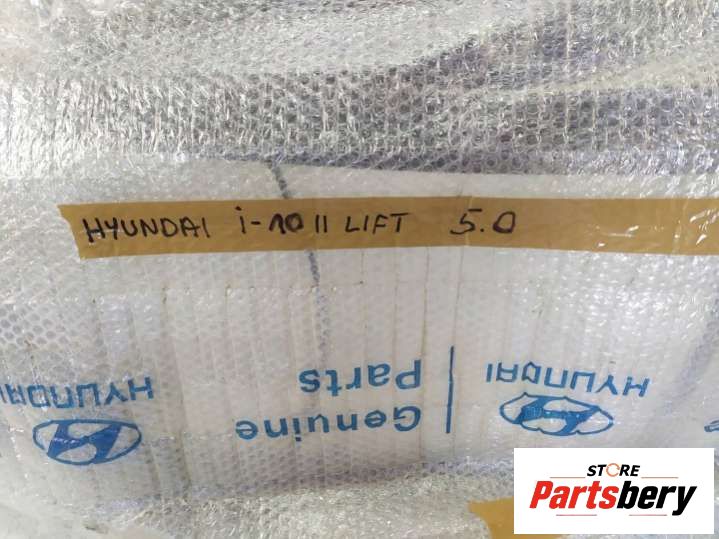 HYUNDAI i-10 II LIFT 5.0
Genuine
Parts
HYUNDAI
HYUNDAI
STORE
Partsbery